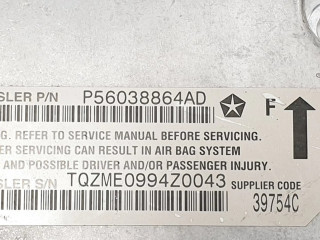 SLER P/N P56038864AD F
G. REFER TO SERVICE MANUAL BEFORE SERVICING.
ER SERVICING CAN RESULT IN AIR BAG SYSTEM
AND POSSIBLE DRIVER AND/OR PASSENGER INJURY.
SLER S/N TQZME0994Z0043 SUPPLIER CODE
39754C